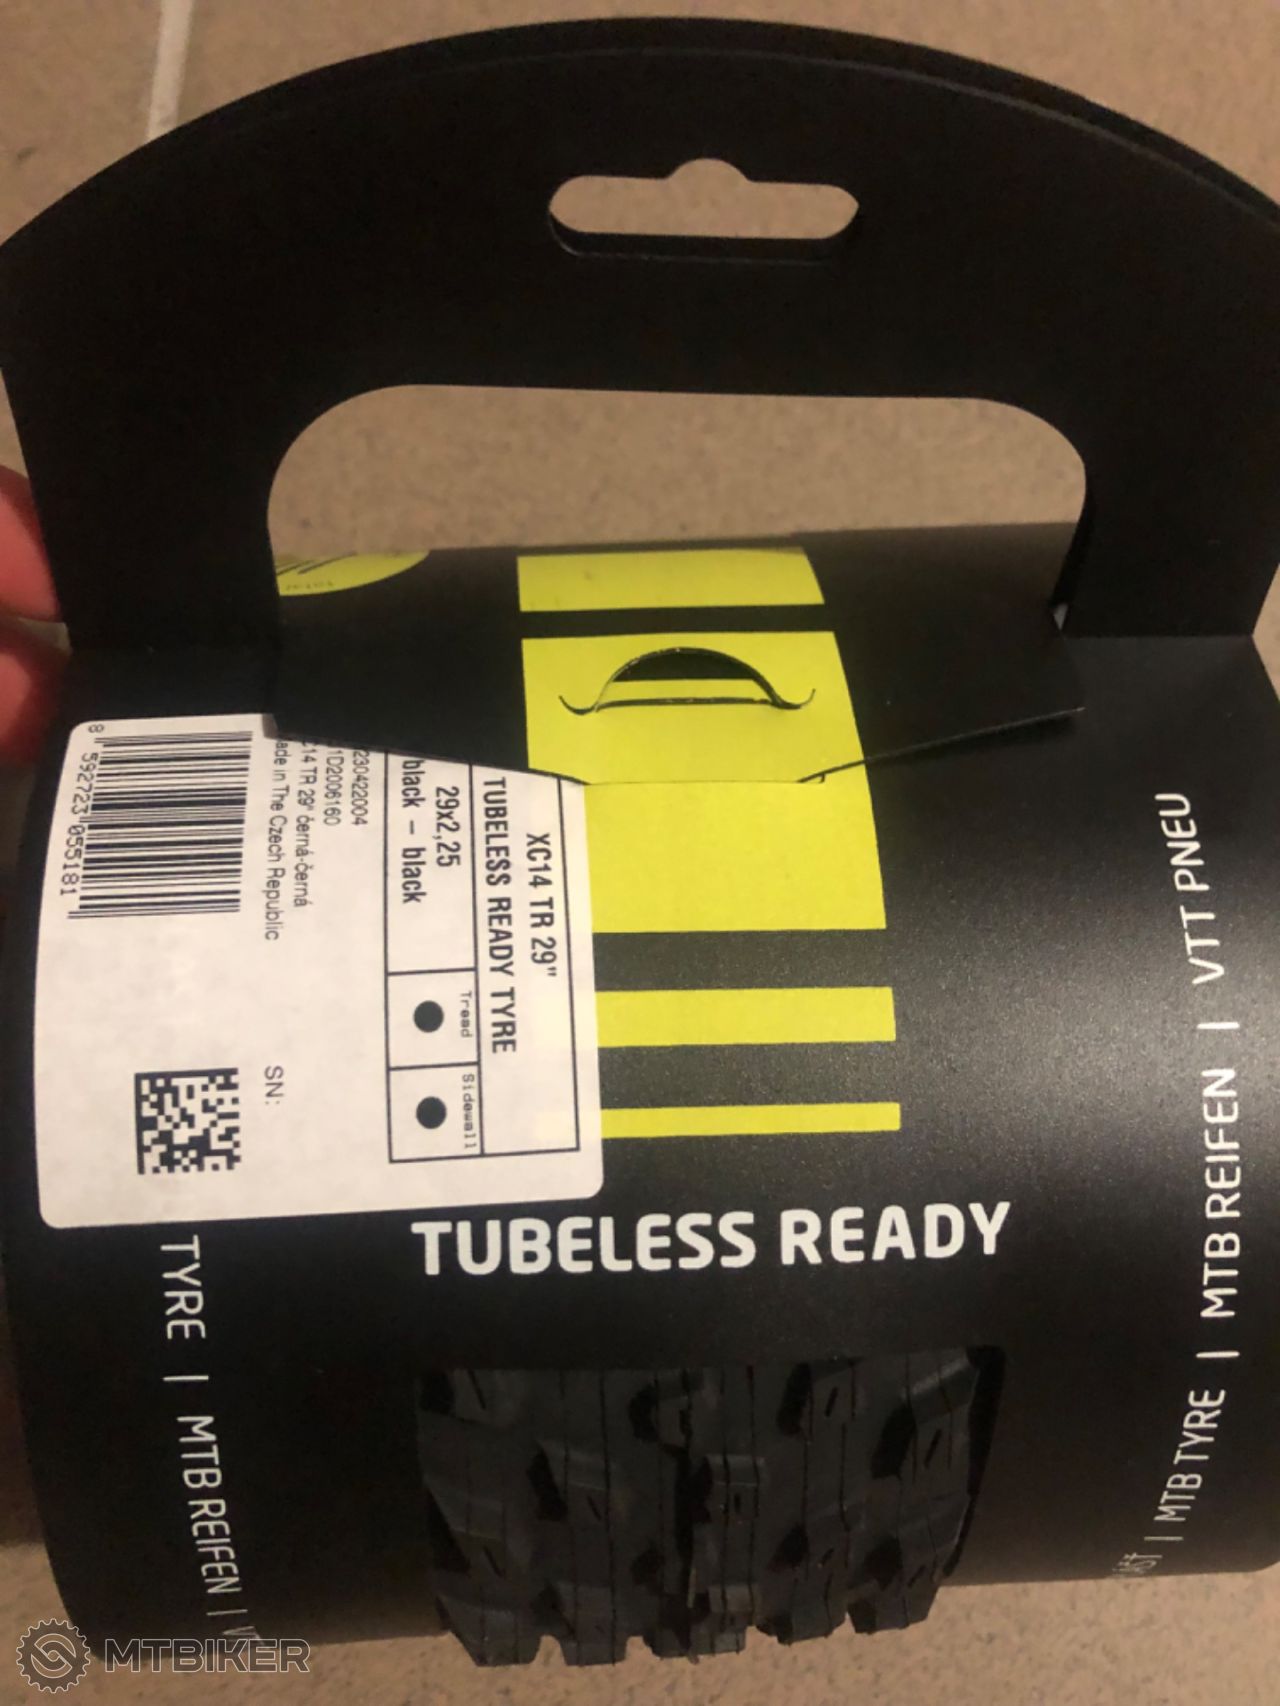 XC14 TR 29"
TUBELESS READY TYRE
29x2,25
black – black
Tread
Sidewall
230422004
1D2006160
C14 TR 29" černá-černá
ade in The Czech Republic
SN:
8 592723 055181
TUBELESS READY
TYRE | MTB REIFEN |
| MTB TYRE | MTB REIFEN | VTT PNEU
MTBIKER